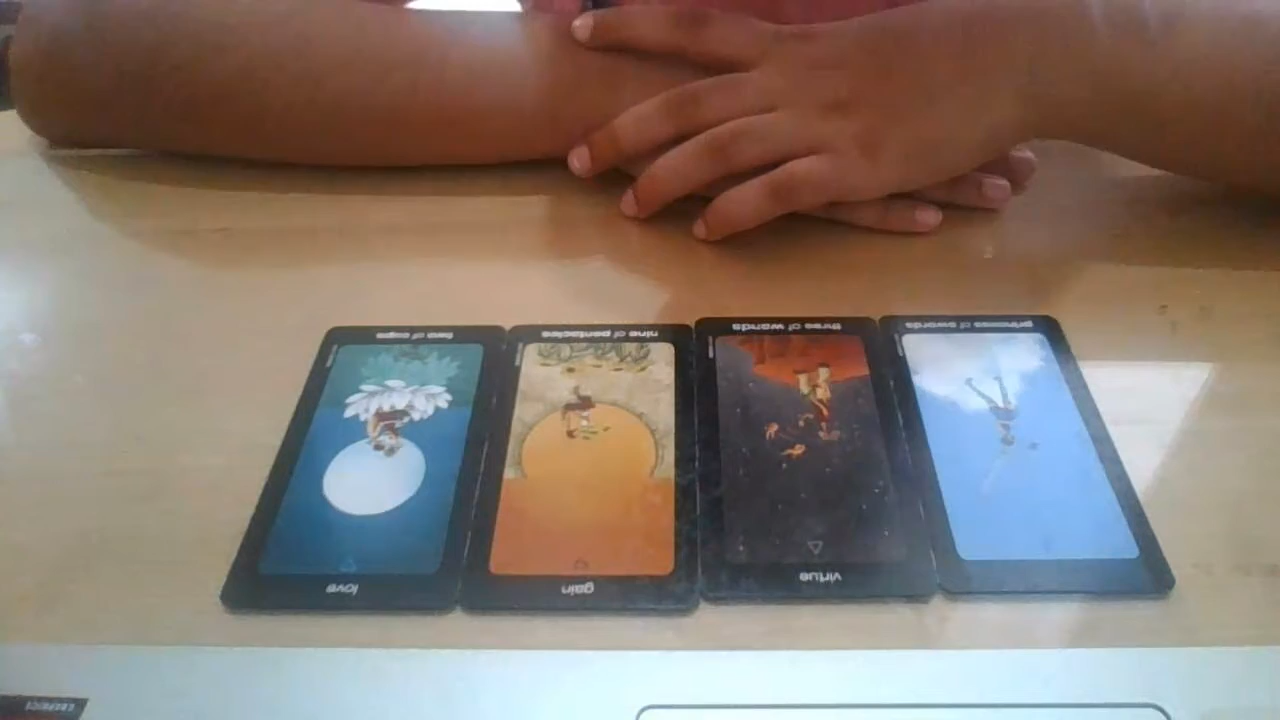 two of cups
nine of pentacles
three of wands
princess of swords
love
gain
virtue